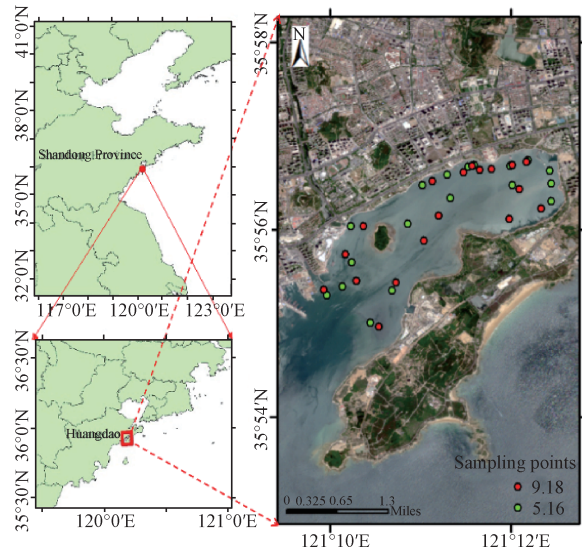 41°0′E
38°0′E
35°0′E
32°0′E
Shandong Province
117°0′E
120°0′E
123°0′E
36°30′E
36°0′E
35°30′E
Huangdao
120°0′E
121°0′E
N
35°58′E
35°56′E
35°54′E
Sampling points
9.18
5.16
0 0.325 0.65 1.3
Miles
121°10′E
121°12′E